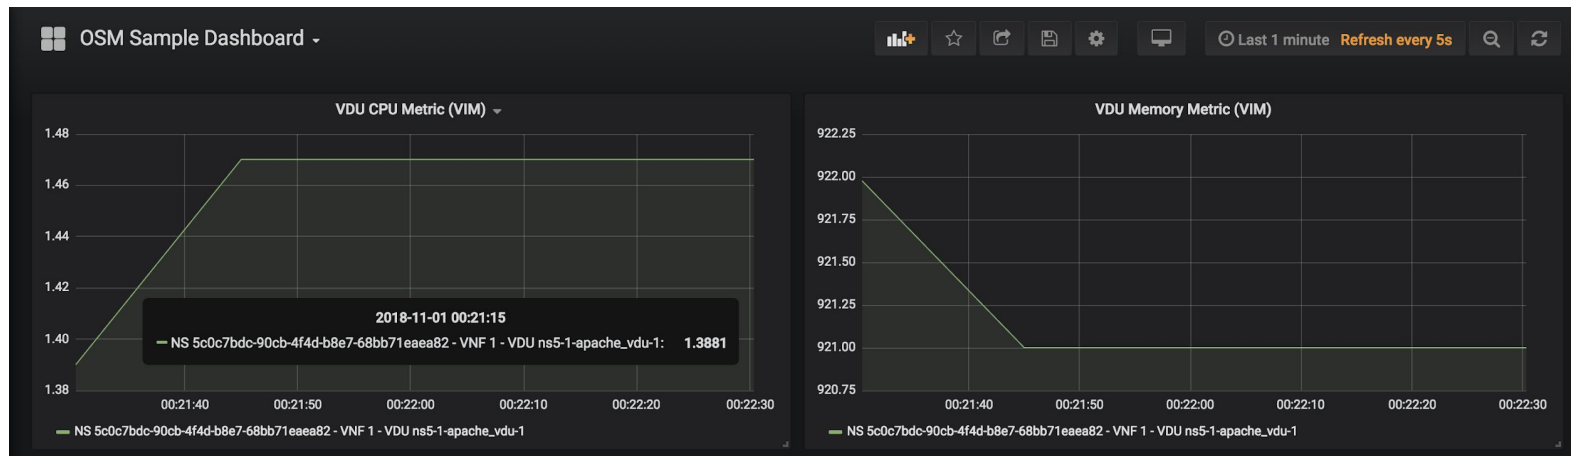 OSM Sample Dashboard
Last 1 minute Refresh every 5s
VDU CPU Metric (VIM)
1.48
1.46
1.44
1.42
1.40
1.38
2018-11-01 00:21:15
NS 5c0c7bdc-90cb-4f4d-b8e7-68bb71eaea82 - VNF 1 - VDU ns5-1-apache_vdu-1: 1.3881
00:21:40 00:21:50 00:22:00 00:22:10 00:22:20 00:22:30
NS 5c0c7bdc-90cb-4f4d-b8e7-68bb71eaea82 - VNF 1 - VDU ns5-1-apache_vdu-1
VDU Memory Metric (VIM)
922.25
922.00
921.75
921.50
921.25
921.00
920.75
00:21:40 00:21:50 00:22:00 00:22:10 00:22:20 00:22:30
NS 5c0c7bdc-90cb-4f4d-b8e7-68bb71eaea82 - VNF 1 - VDU ns5-1-apache_vdu-1